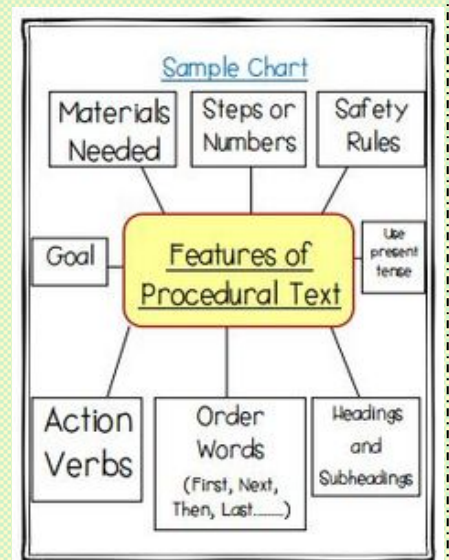 Sample Chart
Materials
Needed
Steps or
Numbers
Safety
Rules
Goal
Features of
Procedural Text
Use
present
tense
Action
Verbs
Order
Words
(First, Next,
Then, Last.......)
Headings
and
Subheadings